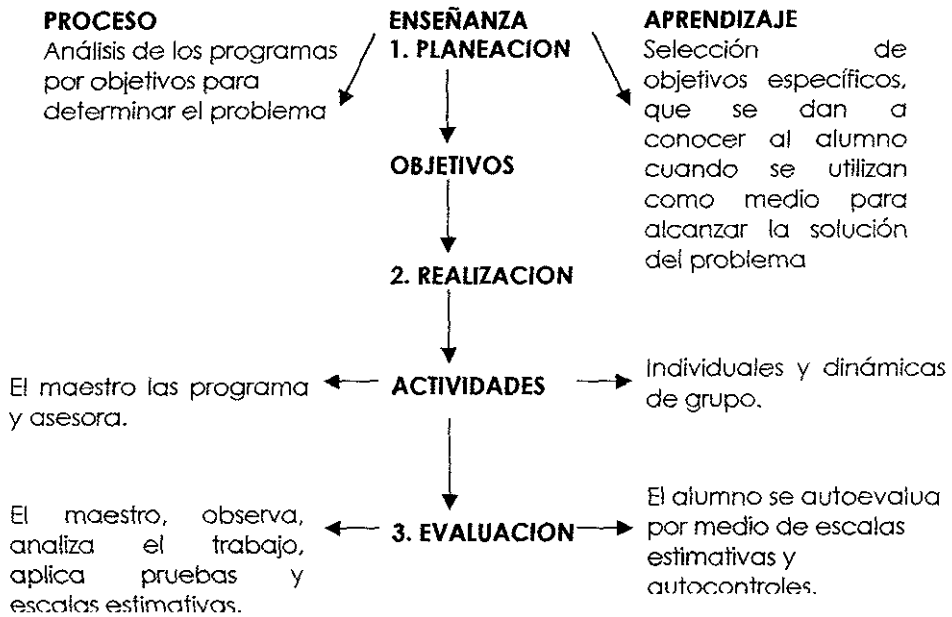 PROCESO
Análisis de los programas
por objetivos para
determinar el problema
ENSEÑANZA
1. PLANEACION
APRENDIZAJE
Selección de
objetivos específicos,
que se dan a
conocer al alumno
cuando se utilizan
como medio para
alcanzar la solución
del problema
OBJETIVOS
2. REALIZACION
El maestro las programa
y asesora.
ACTIVIDADES
Individuales y dinámicas
de grupo.
El maestro, observa,
analiza el trabajo,
aplica pruebas y
escalas estimativas.
3. EVALUACION
El alumno se autoevalua
por medio de escalas
estimativas y
autocontroles.